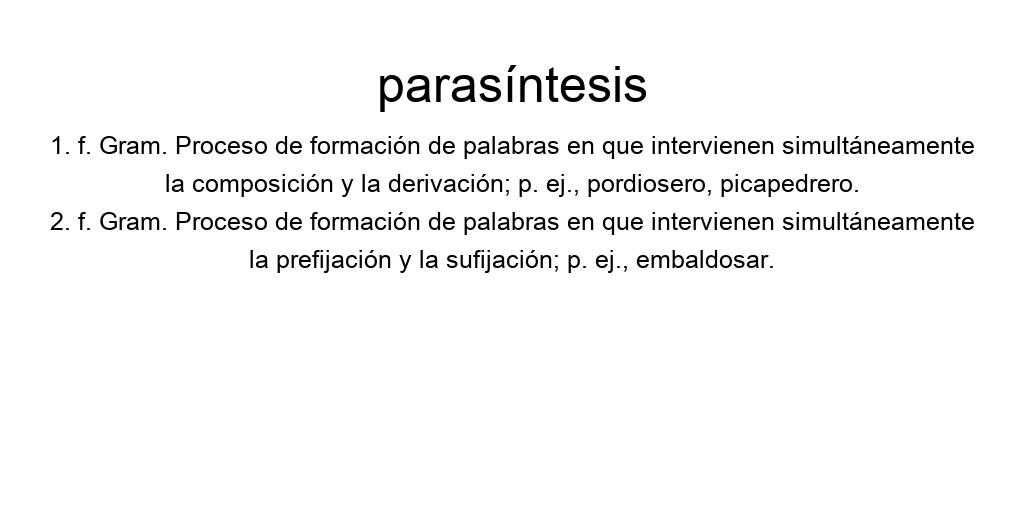 parasíntesis
1. f. Gram. Proceso de formación de palabras en que intervienen simultáneamente
la composición y la derivación; p. ej., pordiosero, picapedrero.
2. f. Gram. Proceso de formación de palabras en que intervienen simultáneamente
la prefijación y la sufijación; p. ej., embaldosar.